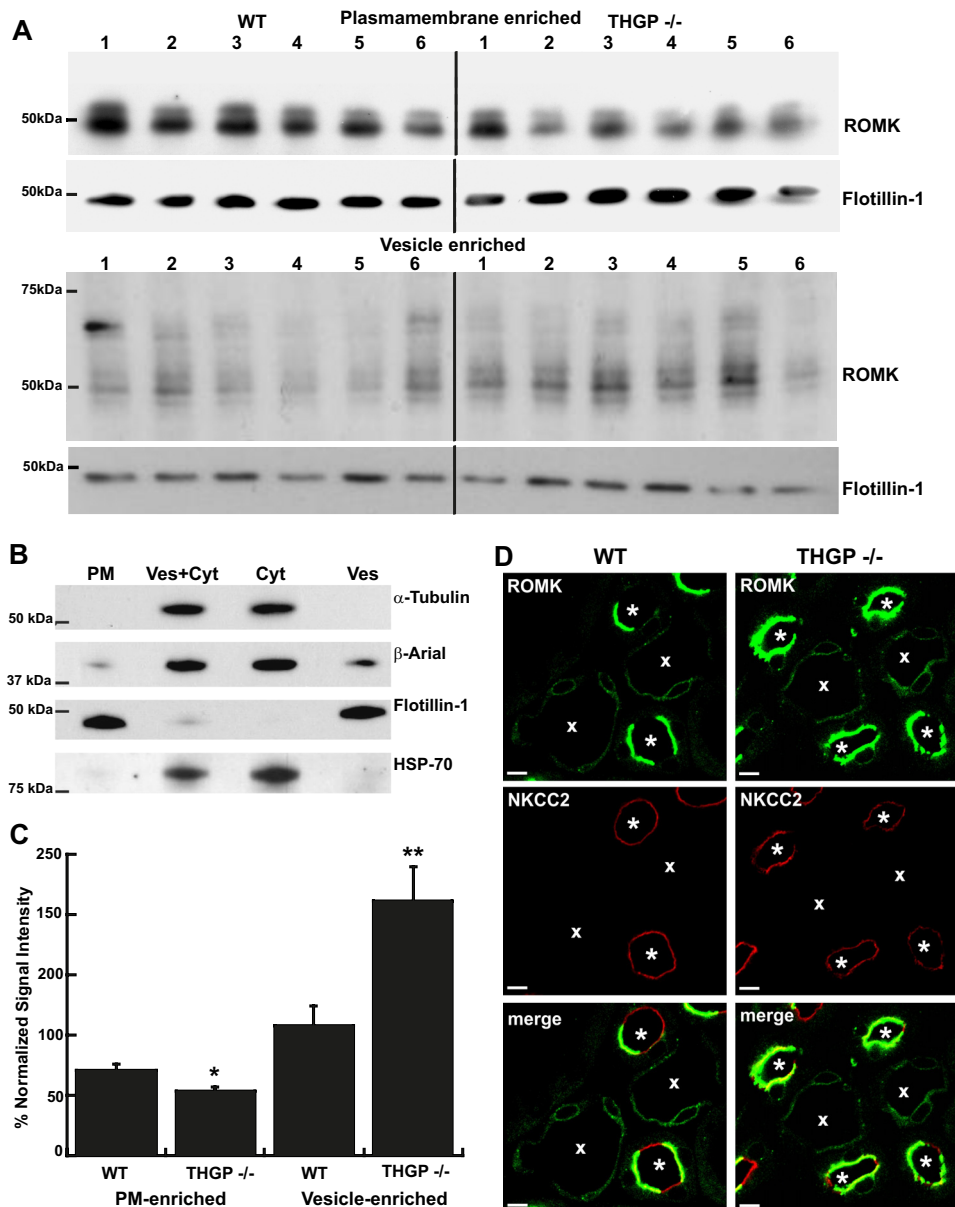 A
WT Plasmamembrane enriched THGP -/-
1 2 3 4 5 6 1 2 3 4 5 6
50kDa ROMK
50kDa Flotillin-1
Vesicle enriched
1 2 3 4 5 6 1 2 3 4 5 6
75kDa
50kDa ROMK
50kDa Flotillin-1
B
PM Ves+Cyt Cyt Ves
α-Tubulin
50 kDa
β-Arial
37 kDa
Flotillin-1
50 kDa
HSP-70
75 kDa
C
% Normalized Signal Intensity
250
150
200
100
50
0
*
**
WT THGP -/- WT THGP -/-
PM-enriched Vesicle-enriched
D
WT THGP -/-
ROMK ROMK
* x x * * * x x * *
NKCC2 NKCC2
* x x * * * x x * *
merge merge
* x x * * * x x * *